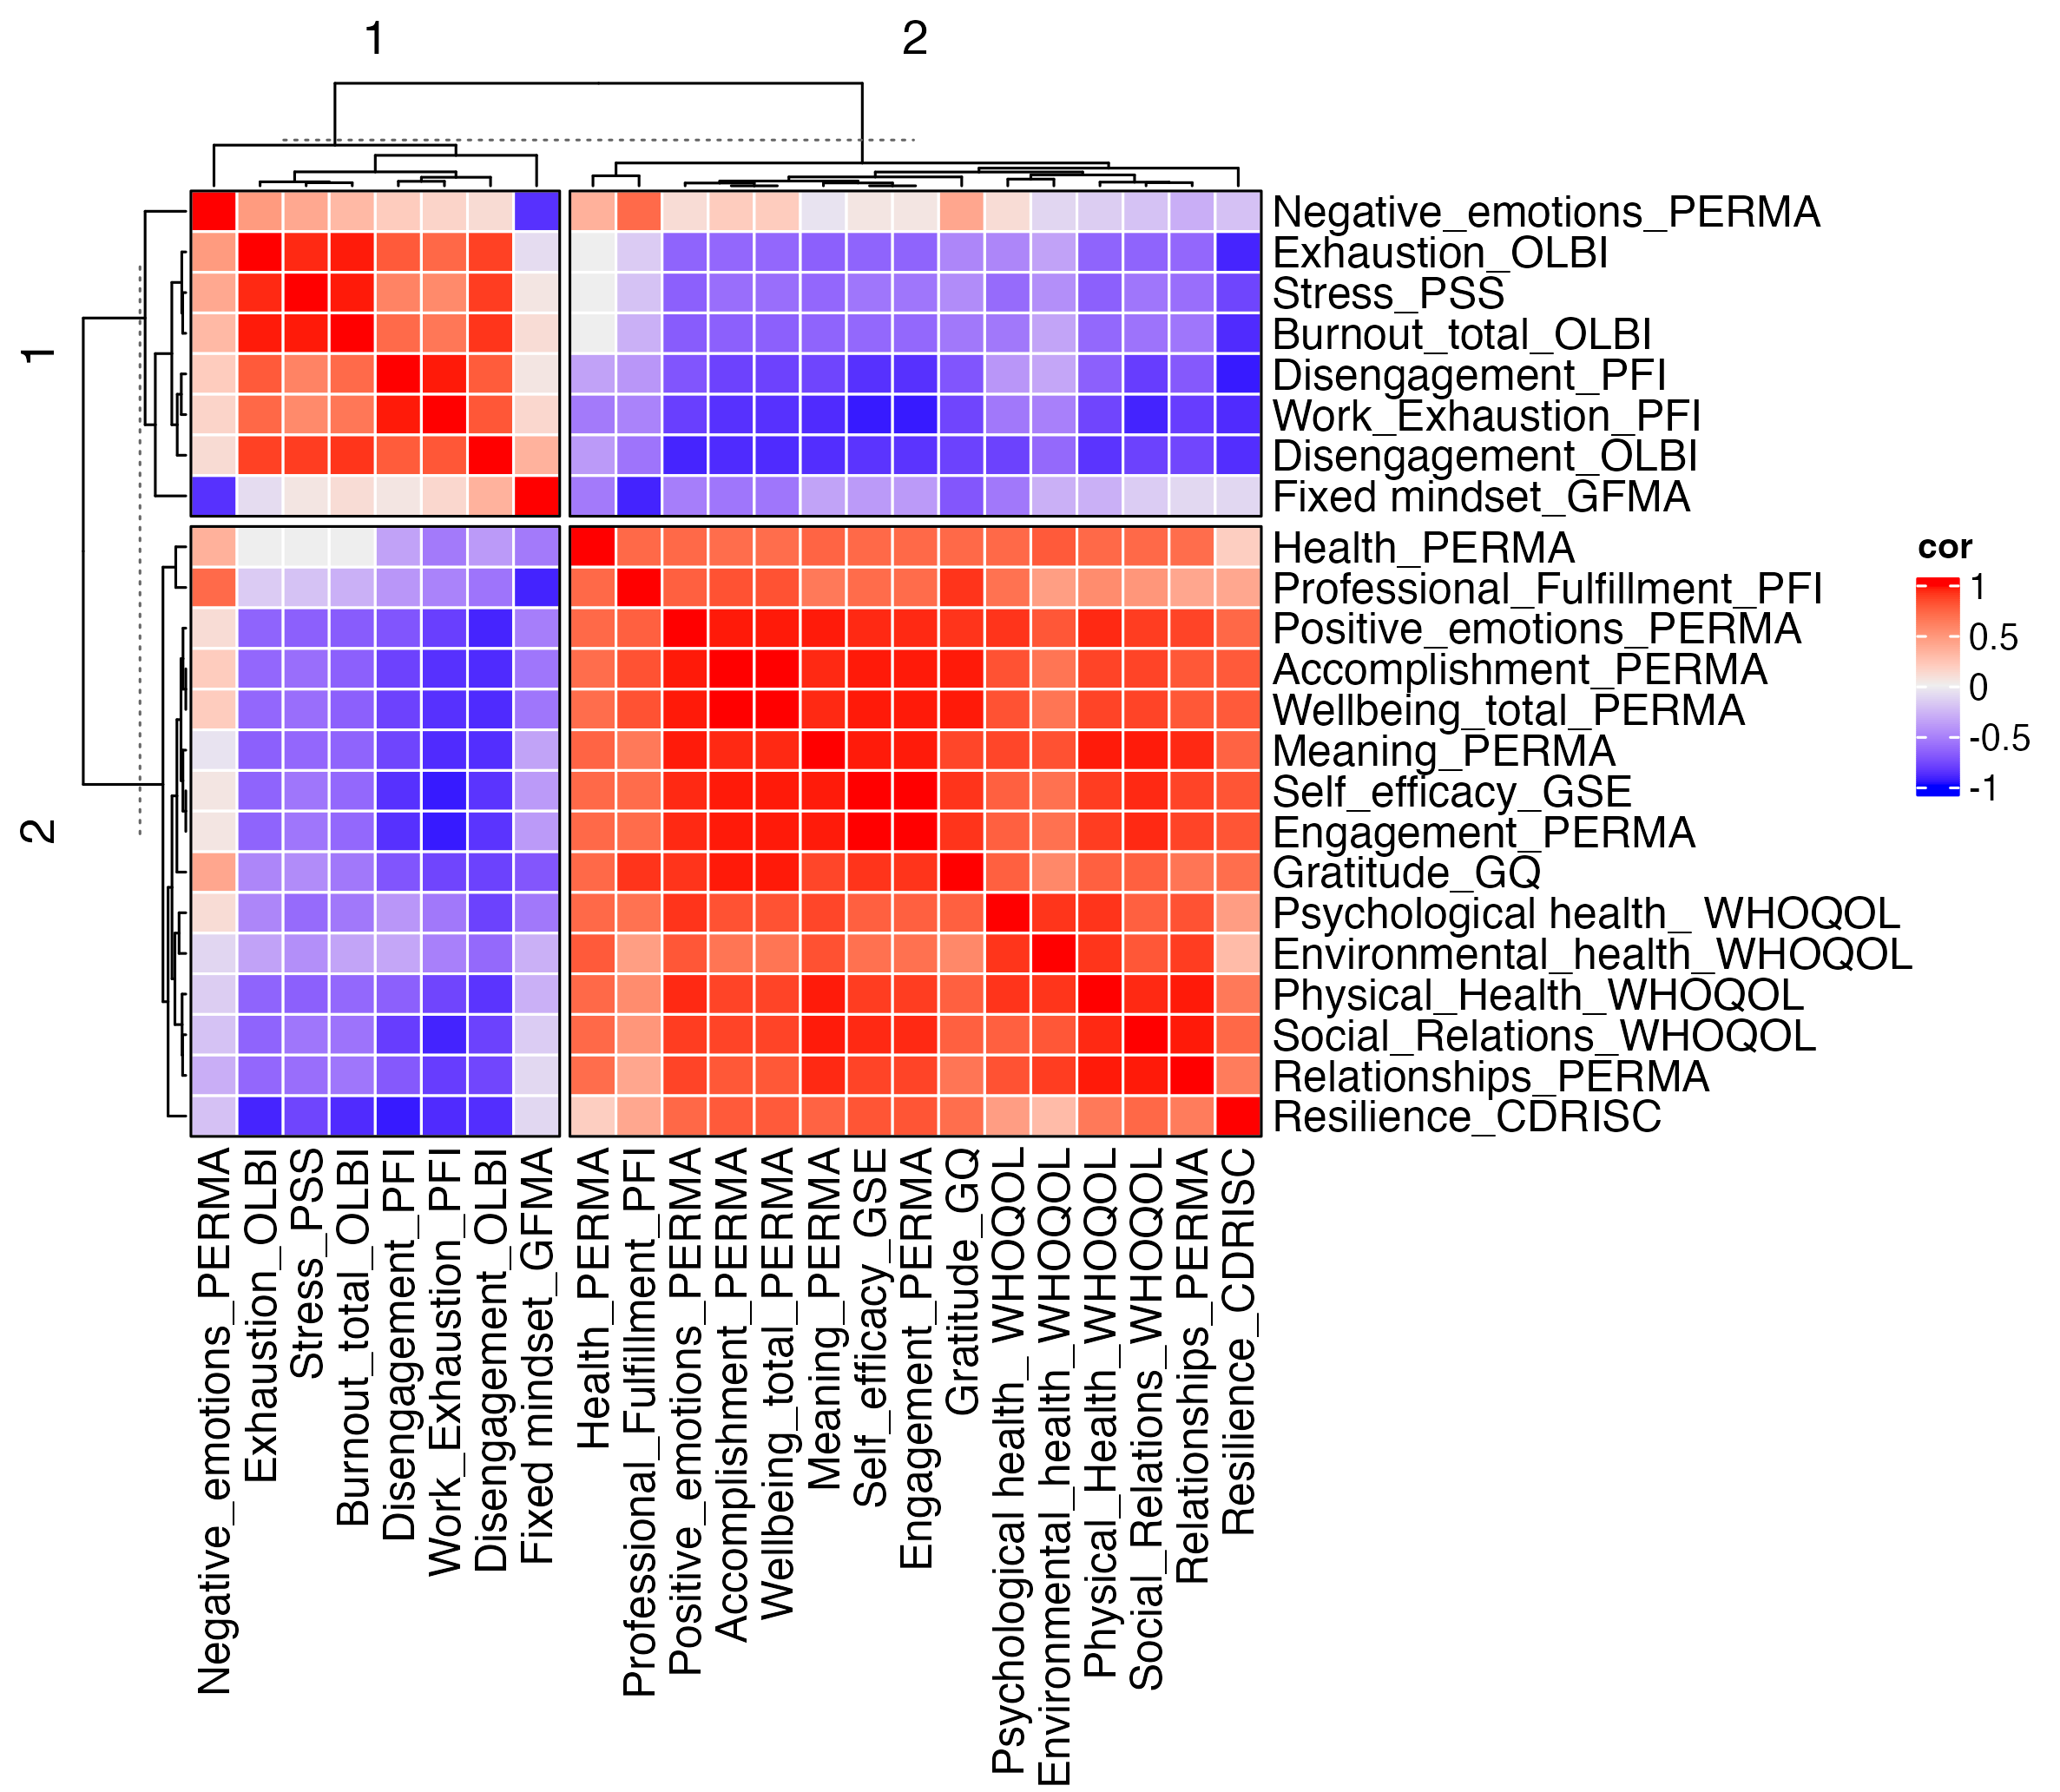 1
2
1
2
Negative_emotions_PERMA
Exhaustion_OLBI
Stress_PSS
Burnout_total_OLBI
Disengagement_PFI
Work_Exhaustion_PFI
Disengagement_OLBI
Fixed mindset_GFMA
Health_PERMA
Professional_Fulfillment_PFI
Positive_emotions_PERMA
Accomplishment_PERMA
Wellbeing_total_PERMA
Meaning_PERMA
Self_efficacy_GSE
Engagement_PERMA
Gratitude_GQ
Psychological health_ WHOQOL
Environmental_health_WHOQOL
Physical_Health_WHOQOL
Social_Relations_WHOQOL
Relationships_PERMA
Resilience_CDRISC
cor
1
0.5
0
-0.5
-1
Negative_emotions_PERMA
Exhaustion_OLBI
Stress_PSS
Burnout_total_OLBI
Disengagement_PFI
Work_Exhaustion_PFI
Disengagement_OLBI
Fixed mindset_GFMA
Health_PERMA
Professional_Fulfillment_PFI
Positive_emotions_PERMA
Accomplishment_PERMA
Wellbeing_total_PERMA
Meaning_PERMA
Self_efficacy_GSE
Engagement_PERMA
Gratitude_GQ
Psychological health_ WHOQOL
Environmental_health_WHOQOL
Physical_Health_WHOQOL
Social_Relations_WHOQOL
Relationships_PERMA
Resilience_CDRISC